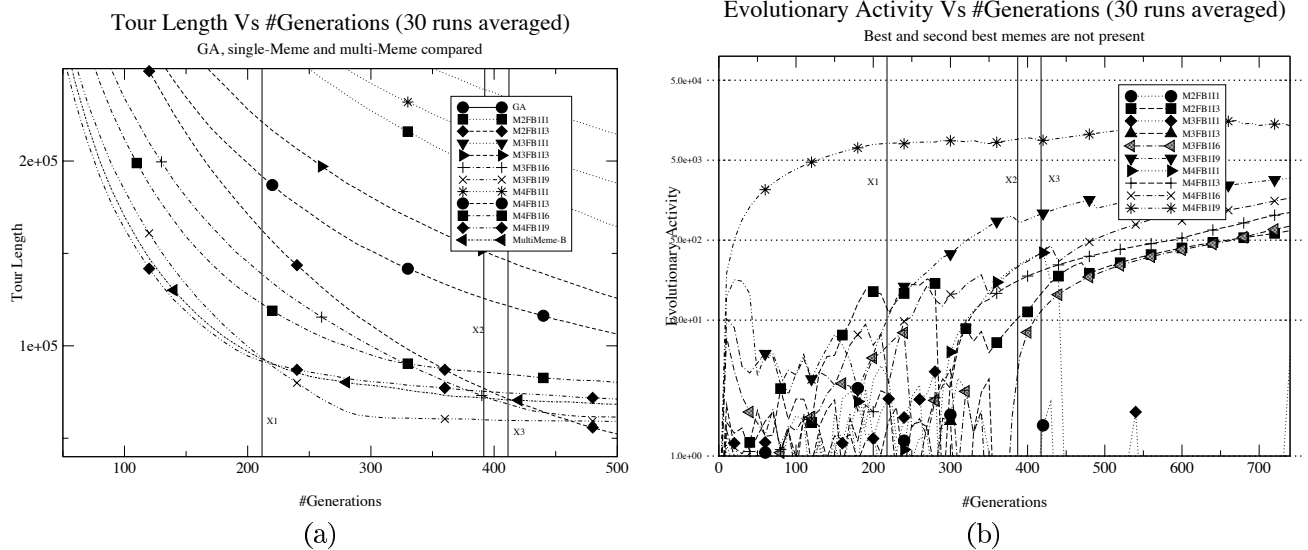 Tour Length Vs #Generations (30 runs averaged)
GA, single-Meme and multi-Meme compared
2e+05
1e+05
Tour Length
GA
M2FB1I1
M2FB1I3
M3FB1I1
M3FB1I3
M3FB1I6
M3FB1I9
M4FB1I1
M4FB1I3
M4FB1I6
M4FB1I9
MultiMeme-B
X1
X2
X3
100
200
300
400
500
#Generations
(a)
Evolutionary Activity Vs #Generations (30 runs averaged)
Best and second best memes are not present
5.0e+04
5.0e+03
5.0e+02
5.0e+01
1.0e+00
Evolutionary Activity
M2FB1I1
M2FB1I3
M3FB1I1
M3FB1I3
M3FB1I6
M3FB1I9
M4FB1I1
M4FB1I3
M4FB1I6
M4FB1I9
X1
X2
X3
0
100
200
300
400
500
600
700
#Generations
(b)